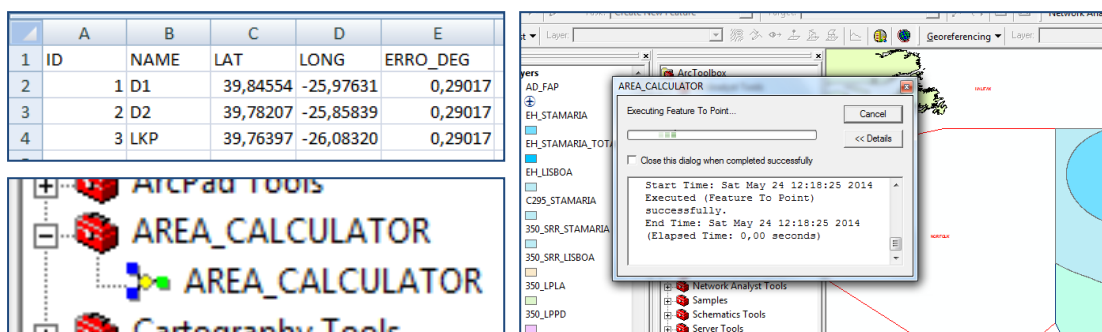 A B C D E
1 ID NAME LAT LONG ERRO_DEG
2 1 D1 39,84554 -25,97631 0,29017
3 2 D2 39,78207 -25,85839 0,29017
4 3 LKP 39,76397 -26,08320 0,29017
ArcPad Tools
AREA_CALCULATOR
AREA_CALCULATOR
Cartography Tools
Create New Feature
Network Ana
Layer:
Georeferencing Layer:
yers
AD_FAP
EH_STAMARIA
EH_STAMARIA_TOTA
EH_LISBOA
C295_STAMARIA
350_SRR_STAMARIA
350_SRR_LISBOA
350_LPLA
350_LPPD
ArcToolbox
AREA_CALCULATOR
Executing Feature To Point...
Cancel
<< Details
Close this dialog when completed successfully
Start Time: Sat May 24 12:18:25 2014
Executed (Feature To Point)
successfully.
End Time: Sat May 24 12:18:25 2014
(Elapsed Time: 0,00 seconds)
Network Analyst Tools
Samples
Schematics Tools
Server Tools